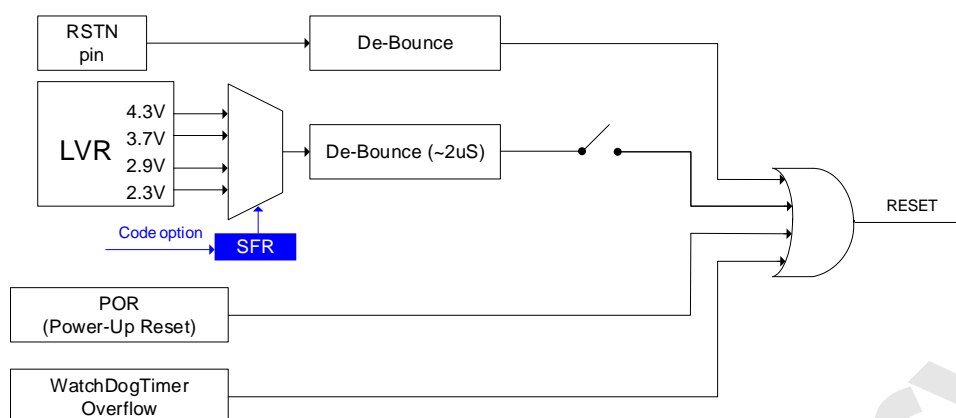 RSTN
pin
De-Bounce
LVR
4.3V
3.7V
2.9V
2.3V
De-Bounce (~2uS)
Code option
SFR
RESET
POR
(Power-Up Reset)
WatchDogTimer
Overflow